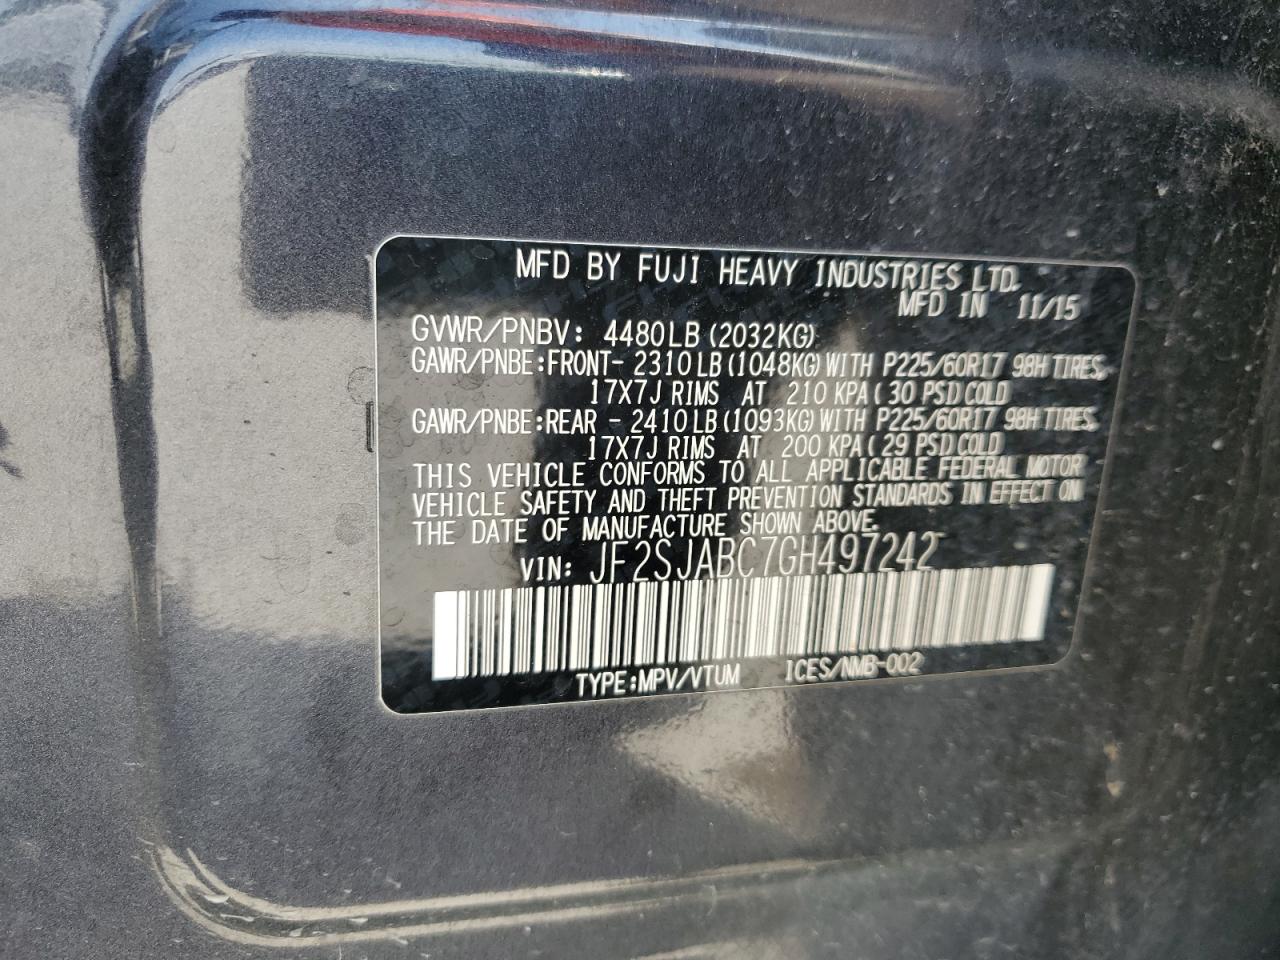 MFD BY FUJI HEAVY INDUSTRIES LTD.
MFD IN 11/15
GVWR/PNBV: 4480LB (2032KG)
GAWR/PNBE:FRONT- 2310LB (1048KG) WITH P225/60R17 98H TIRES,
17X7J RIMS AT 210 KPA ( 30 PSI) COLD
GAWR/PNBE:REAR - 2410LB (1093KG) WITH P225/60R17 98H TIRES,
17X7J RIMS AT 200 KPA ( 29 PSI) COLD
THIS VEHICLE CONFORMS TO ALL APPLICABLE FEDERAL MOTOR
VEHICLE SAFETY AND THEFT PREVENTION STANDARDS IN EFFECT ON
THE DATE OF MANUFACTURE SHOWN ABOVE.
VIN: JF2SJABC7GH497242
TYPE:MPV/VTUM ICES/NMB-002